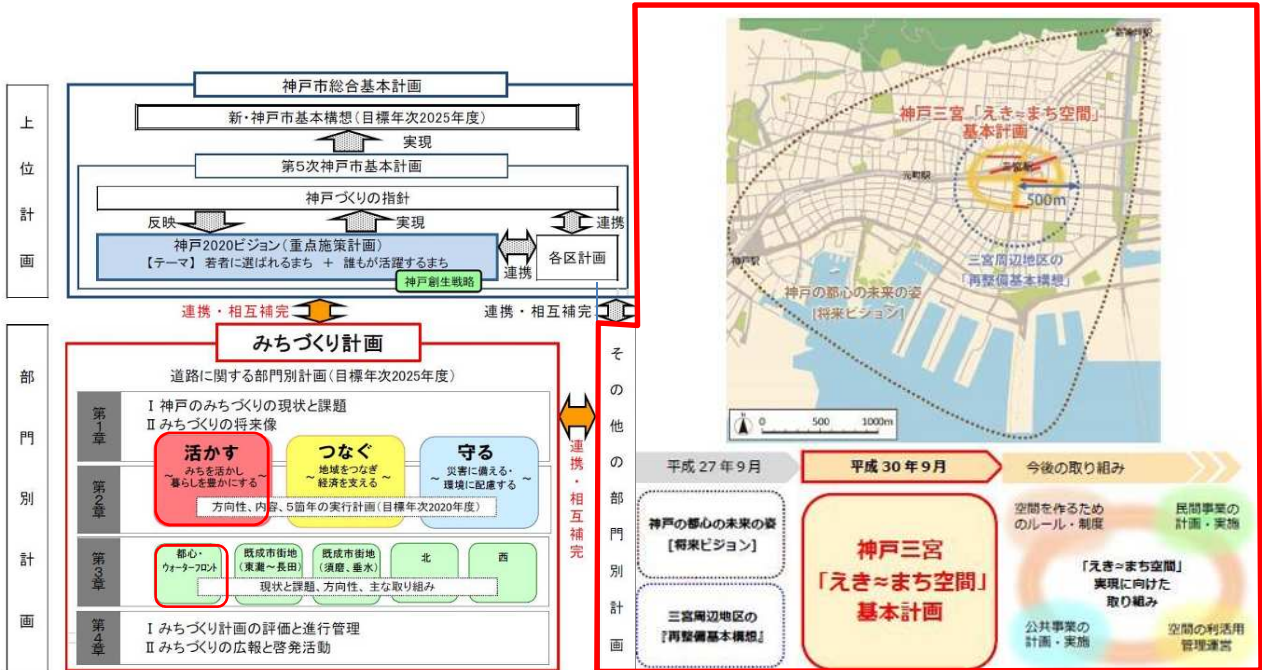 上位計画
神戸市総合基本計画
新・神戸市基本構想（目標年次2025年度）
実現
第5次神戸市基本計画
神戸づくりの指針
反映
実現
連携
神戸2020ビジョン（重点施策計画）
【テーマ】 若者に選ばれるまち ＋ 誰もが活躍するまち
神戸創生戦略
連携
各区計画
連携・相互補完
連携・相互補完
部門別計画
みちづくり計画
道路に関する部門別計画（目標年次2025年度）
第1章
Ⅰ 神戸のみちづくりの現状と課題
Ⅱ みちづくりの将来像
活かす
～ みちを活かし
暮らしを豊かにする ～
つなぐ
～ 地域をつなぎ
経済を支える ～
守る
～ 災害に備える・
環境に配慮する ～
第2章
方向性、内容、5箇年の実行計画（目標年次2020年度）
第3章
都心・
ウォーターフロント
既成市街地
（東灘～長田）
既成市街地
（須磨、垂水）
北
西
現状と課題、方向性、主な取り組み
第4章
Ⅰ みちづくり計画の評価と進行管理
Ⅱ みちづくりの広報と啓発活動
連携・相互補完
その他の部門別計画
新神戸駅
神戸三宮「えき≈まち空間」
基本計画
三宮駅
元町駅
500m
神戸駅
三宮周辺地区の
「再整備基本構想」
神戸の都心の未来の姿
[将来ビジョン]
N
0 500 1000m
平成27年9月
平成30年9月
今後の取り組み
神戸の都心の未来の姿
[将来ビジョン]
三宮周辺地区の
『再整備基本構想』
神戸三宮
「えき≈まち空間」
基本計画
空間を作るため
のルール・制度
民間事業の
計画・実施
「えき≈まち空間」
実現に向けた
取り組み
公共事業の
計画・実施
空間の利活用
管理運営